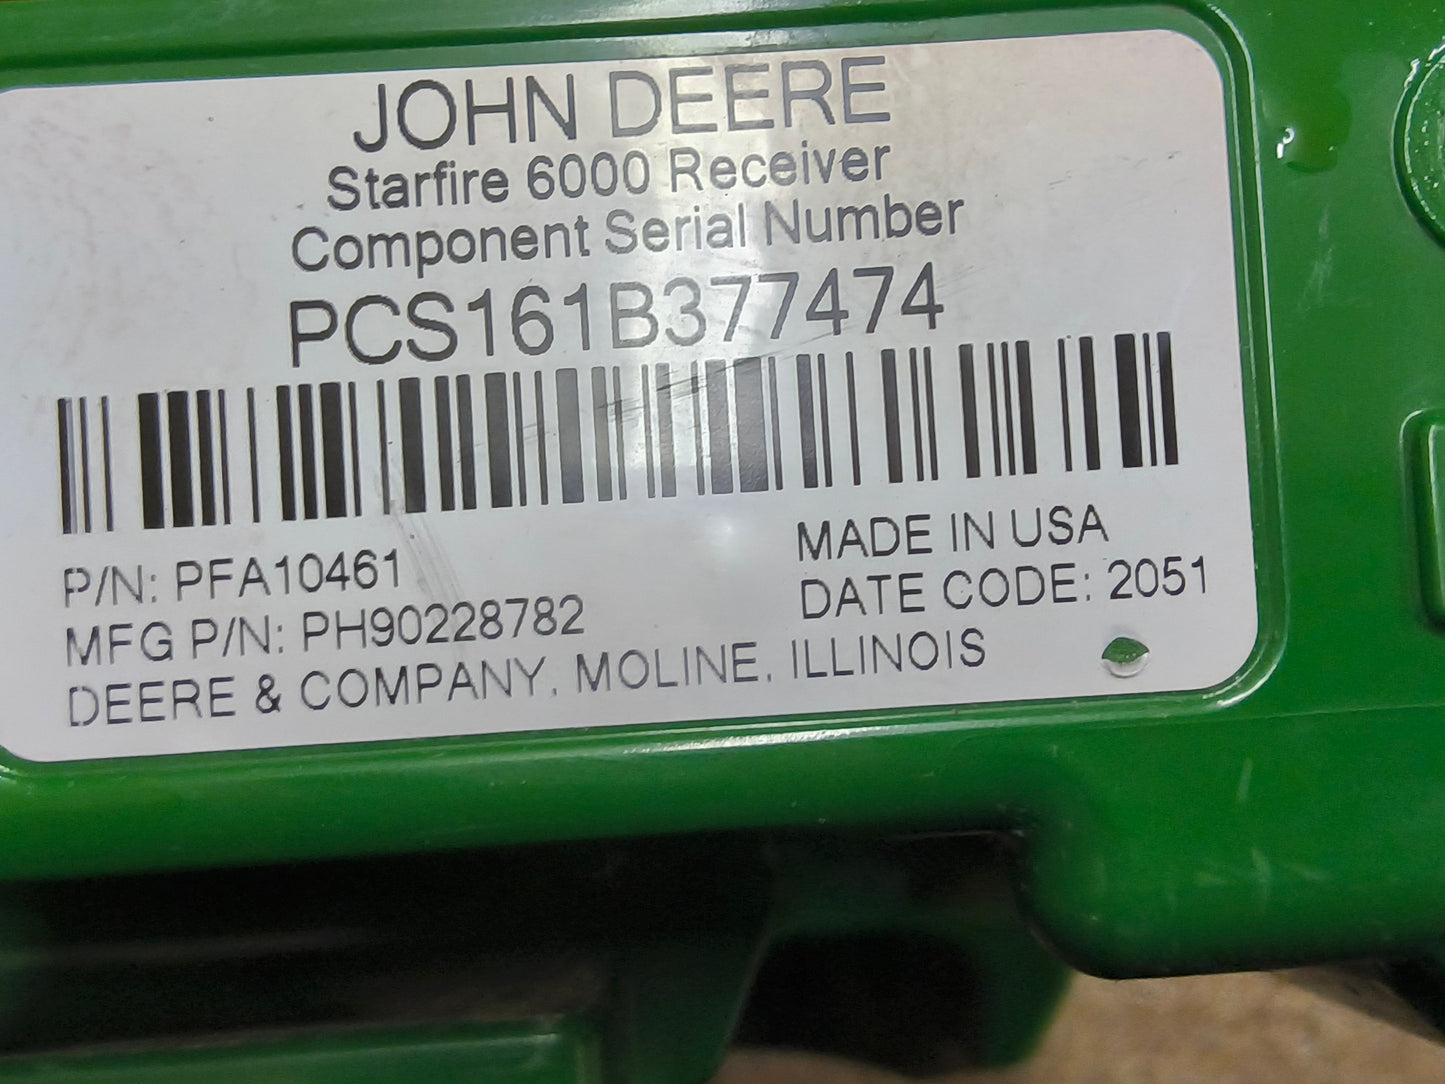 JOHN DEERE
Starfire 6000 Receiver
Component Serial Number
PCS161B377474
P/N: PFA10461
MFG P/N: PH90228782
DEERE & COMPANY, MOLINE, ILLINOIS
MADE IN USA
DATE CODE: 2051